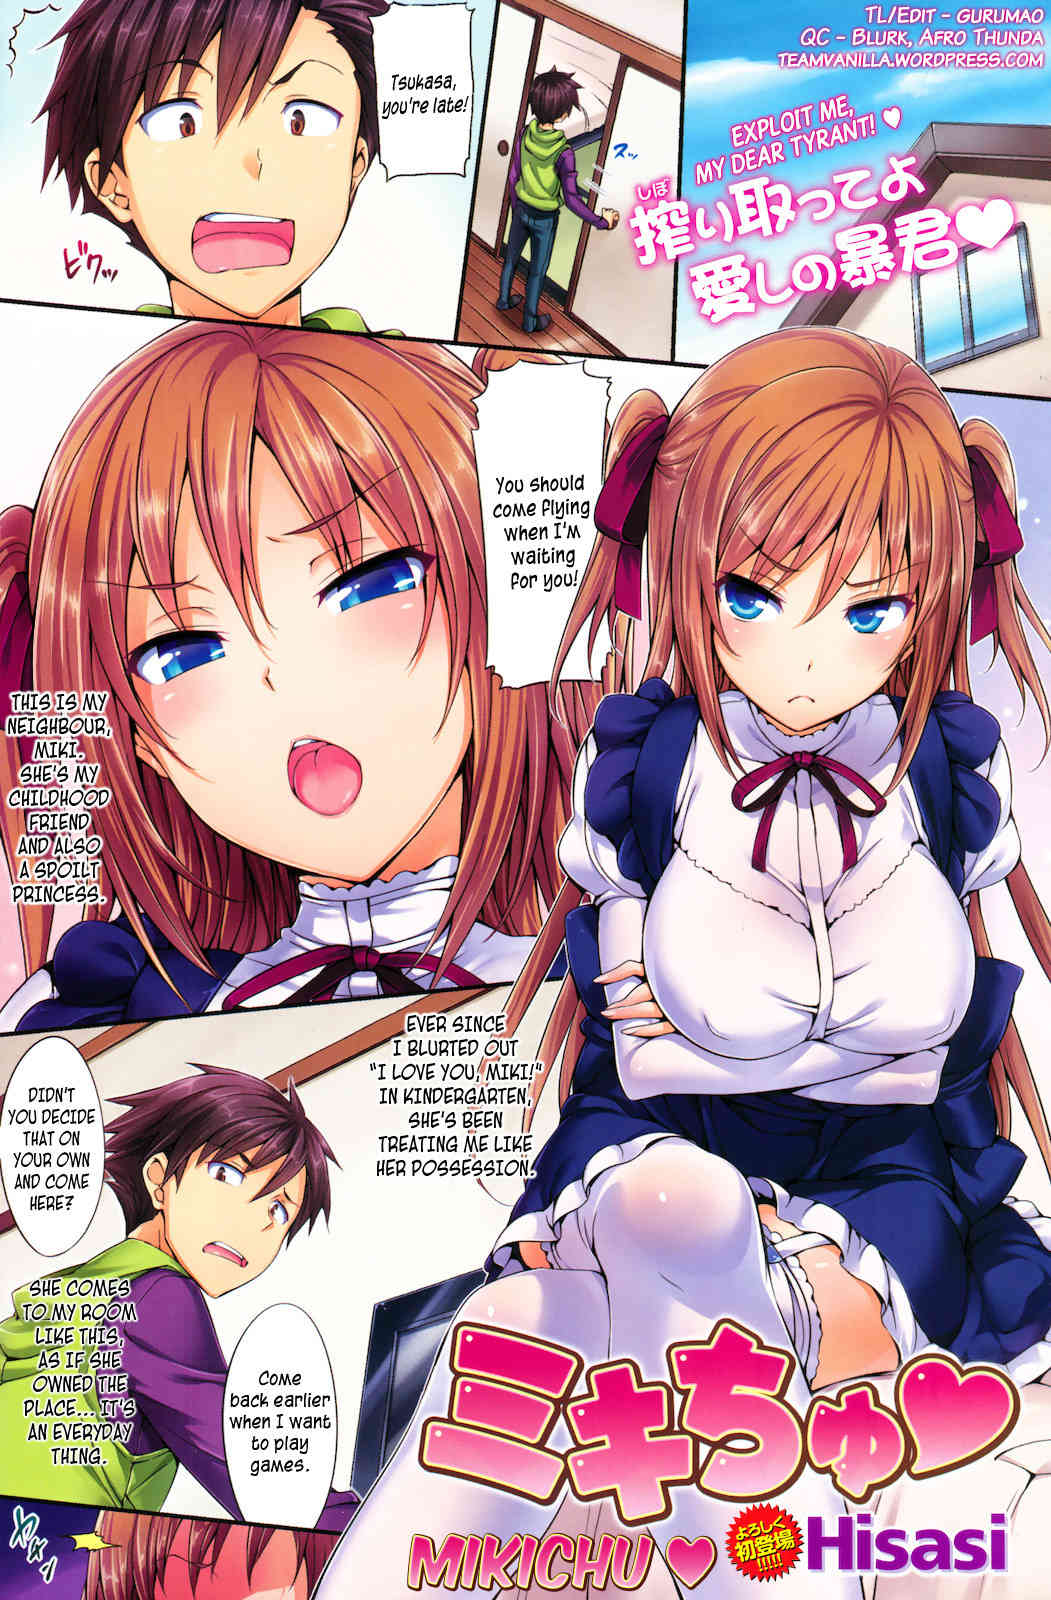 TL/EDIT – GURUMAO
QC – BLURK, AFRO THUNDA
TEAMVANILLA.WORDPRESS.COM
EXPLOIT ME,
MY DEAR TYRANT! ♥
しぼ
搾り取ってよ
愛しの暴君♥
スッ
Tsukasa,
you're late!
ビクッ
You should
come flying
when I'm
waiting
for you!
THIS IS MY
NEIGHBOUR,
MIKI.
SHE'S MY
CHILDHOOD
FRIEND
AND ALSO
A SPOILT
PRINCESS.
EVER SINCE
I BLURTED OUT
"I LOVE YOU, MIKI!"
IN KINDERGARTEN,
SHE'S BEEN
TREATING ME LIKE
HER POSSESSION.
DIDN'T
YOU DECIDE
THAT ON
YOUR OWN
AND COME
HERE?
SHE COMES
TO MY ROOM
LIKE THIS,
AS IF SHE
OWNED THE
PLACE... IT'S
AN EVERYDAY
THING.
Come
back earlier
when I want
to play
games.
ミキちゅ♥
MIKICHU ♥
よろしく
初登場
!!!!!
Hisasi